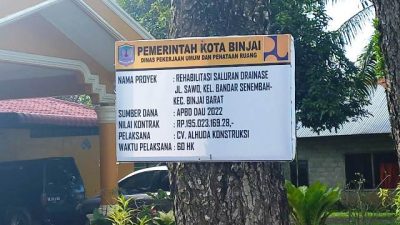 PEMERINTAH KOTA BINJAI
DINAS PEKERJAAN UMUM DAN PENATAAN RUANG
NAMA PROYEK : REHABILITASI SALURAN DRAINASE
JL. SAWO, KEL. BANDAR SENEMBAH-
KEC. BINJAI BARAT
SUMBER DANA : APBD DAU 2022
NILAI KONTRAK : RP.195.023.169.28,-
PELAKSANA : CV. ALHUDA KONSTRUKSI
WAKTU PELAKSANA : 60 HK